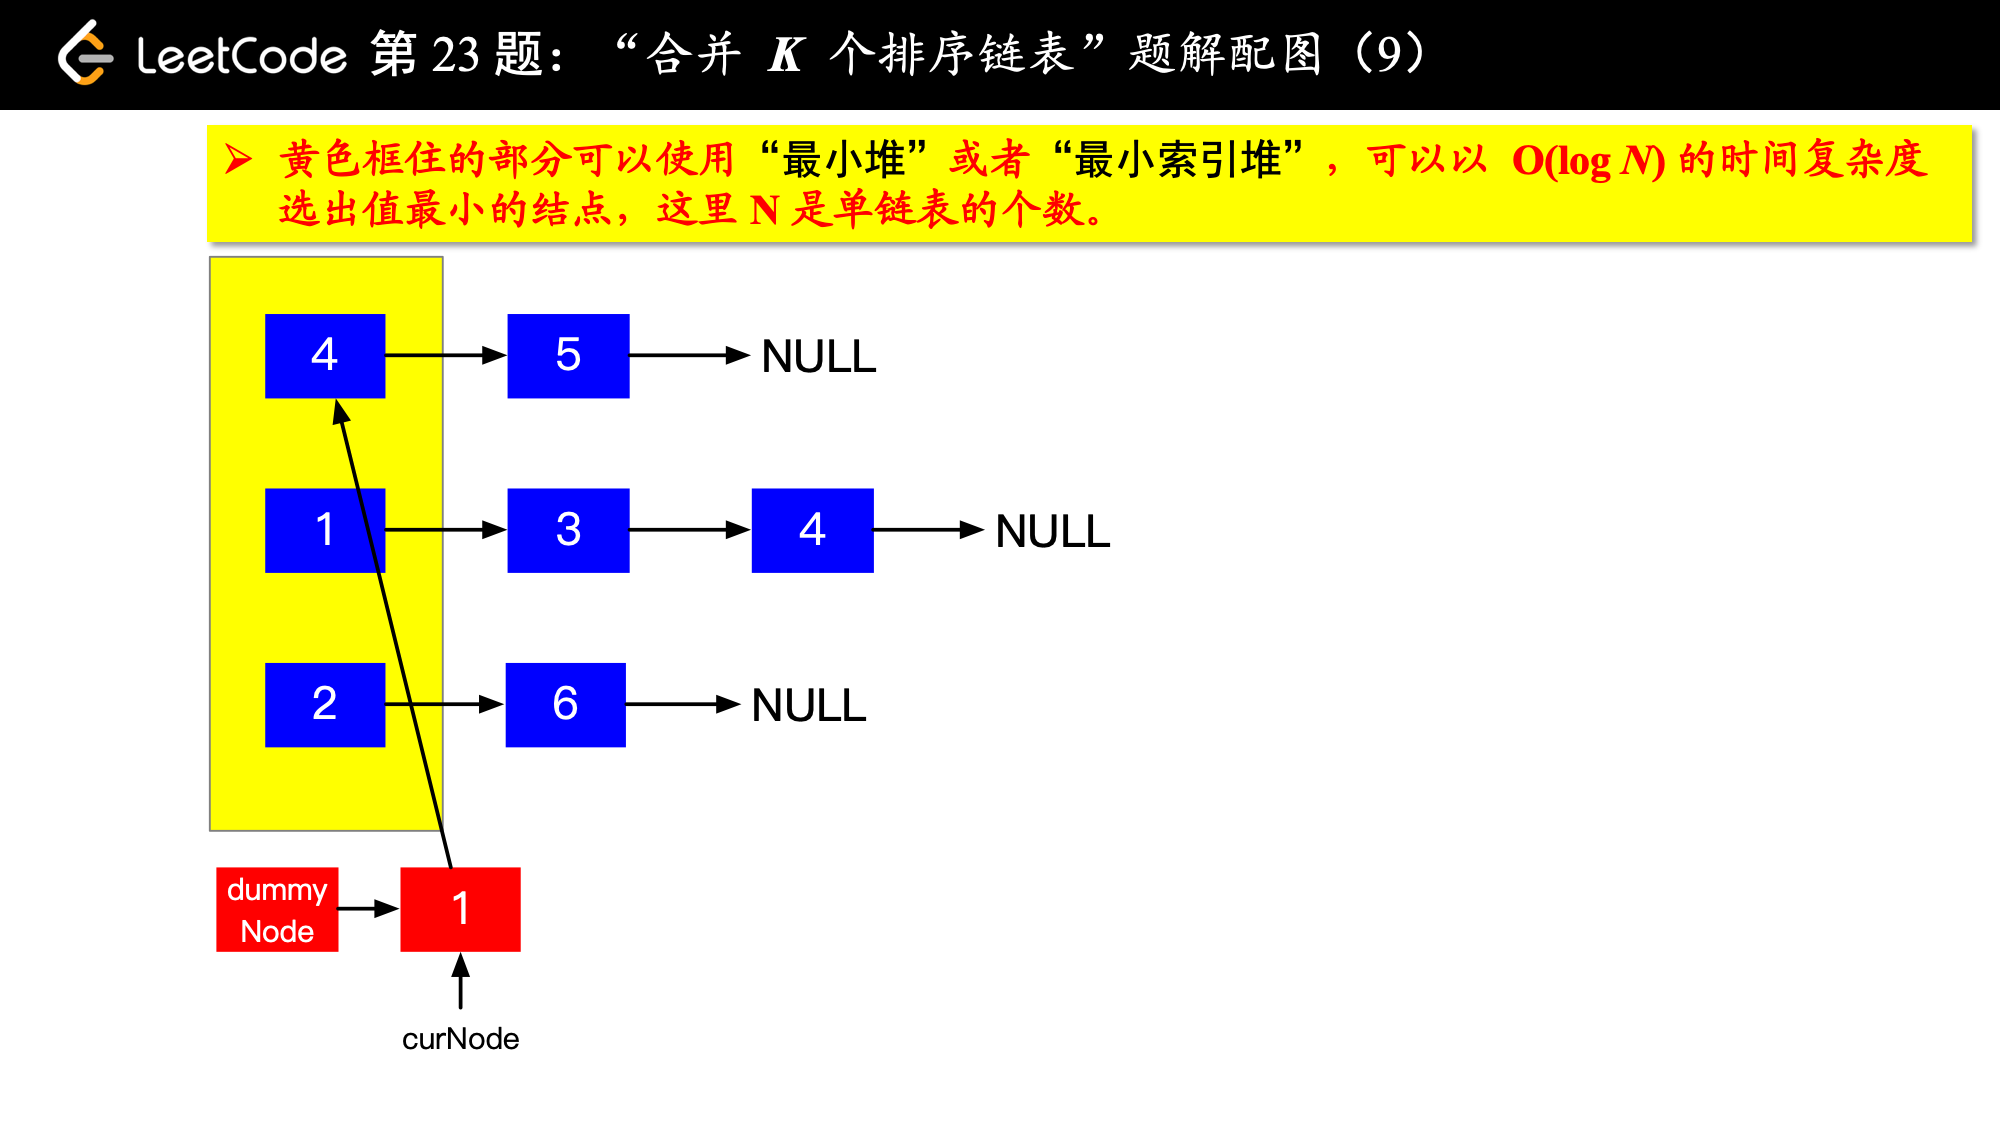 LeetCode 第 23 题：“合并 K 个排序链表”题解配图（9）
➢ 黄色框住的部分可以使用“最小堆”或者“最小索引堆”，可以以 O(log N) 的时间复杂度
选出值最小的结点，这里 N 是单链表的个数。
4 5 NULL
1 3 4 NULL
2 6 NULL
dummy
Node
1
curNode